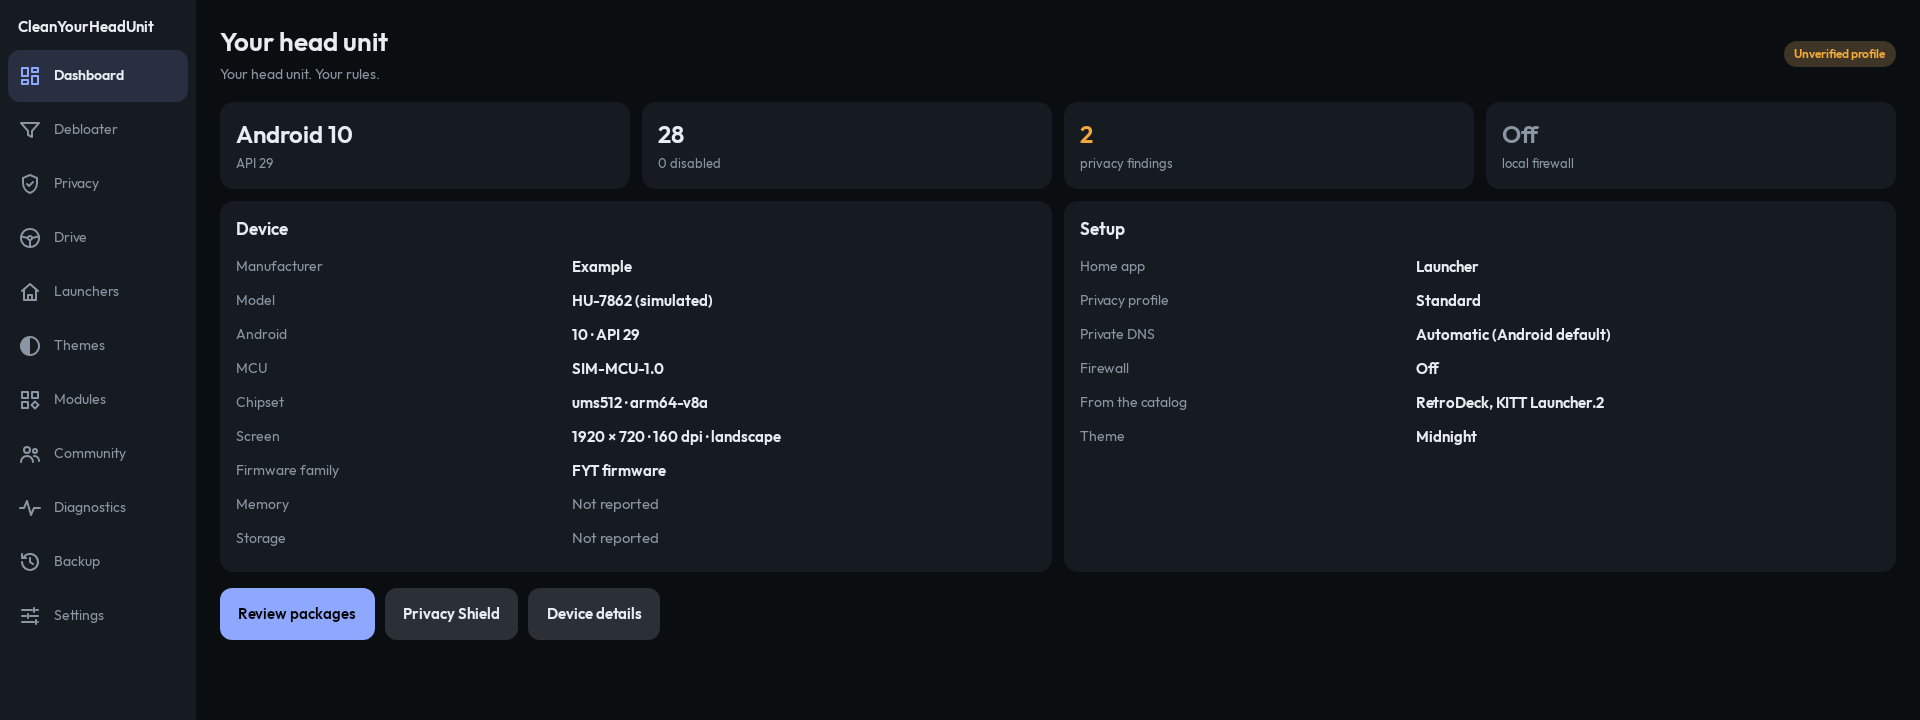 CleanYourHeadUnit
Dashboard
Debloater
Privacy
Drive
Launchers
Themes
Modules
Community
Diagnostics
Backup
Settings
Your head unit
Your head unit. Your rules.
Unverified profile
Android 10
API 29
28
0 disabled
2
privacy findings
Off
local firewall
Device
Manufacturer Example
Model HU-7862 (simulated)
Android 10 · API 29
MCU SIM-MCU-1.0
Chipset ums512 · arm64-v8a
Screen 1920 × 720 · 160 dpi · landscape
Firmware family FYT firmware
Memory Not reported
Storage Not reported
Setup
Home app Launcher
Privacy profile Standard
Private DNS Automatic (Android default)
Firewall Off
From the catalog RetroDeck, KITT Launcher.2
Theme Midnight
Review packages
Privacy Shield
Device details